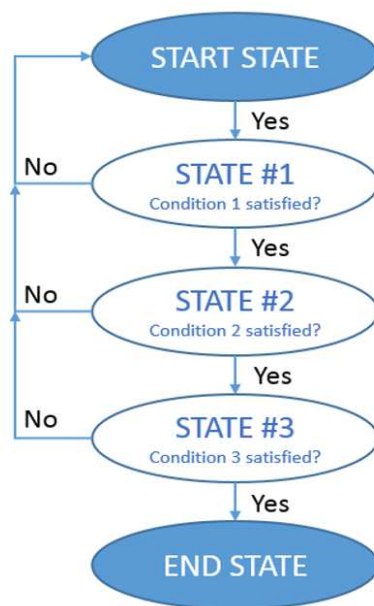 START STATE
Yes
No
STATE #1
Condition 1 satisfied?
Yes
No
STATE #2
Condition 2 satisfied?
Yes
No
STATE #3
Condition 3 satisfied?
Yes
END STATE